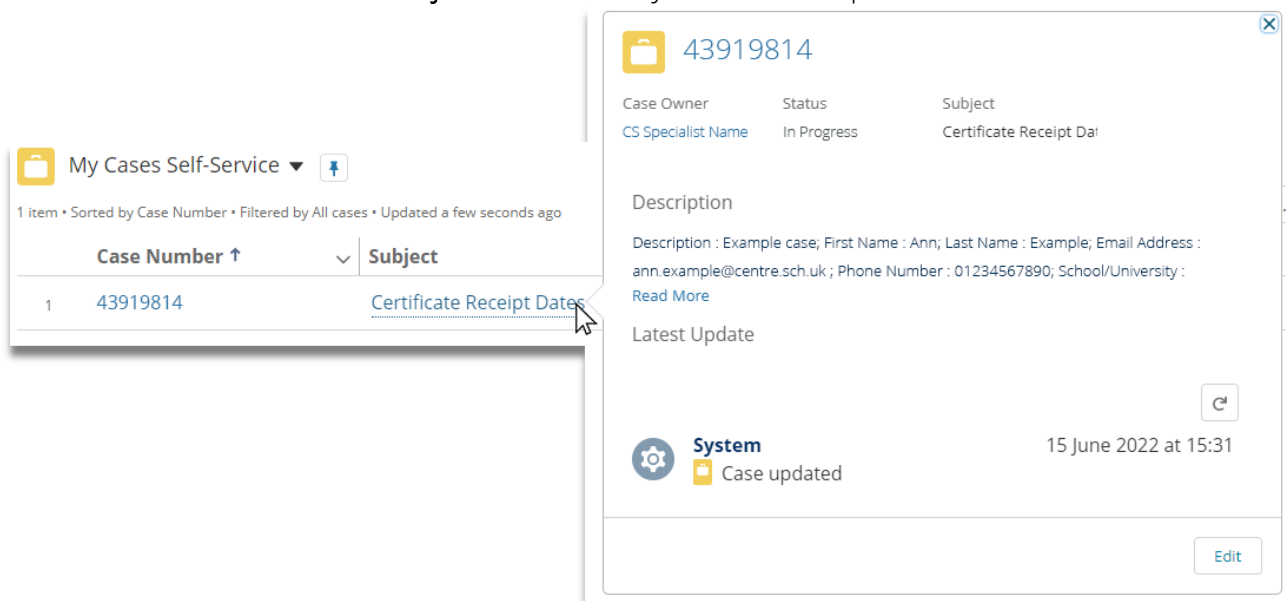 43919814
Case Owner Status Subject
CS Specialist Name In Progress Certificate Receipt Dat
My Cases Self-Service
1 item • Sorted by Case Number • Filtered by All cases • Updated a few seconds ago
Case Number ↑ Subject
1 43919814 Certificate Receipt Dates
Description
Description : Example case; First Name : Ann; Last Name : Example; Email Address :
ann.example@centre.sch.uk ; Phone Number : 01234567890; School/University :
Read More
Latest Update
System 15 June 2022 at 15:31
Case updated
Edit